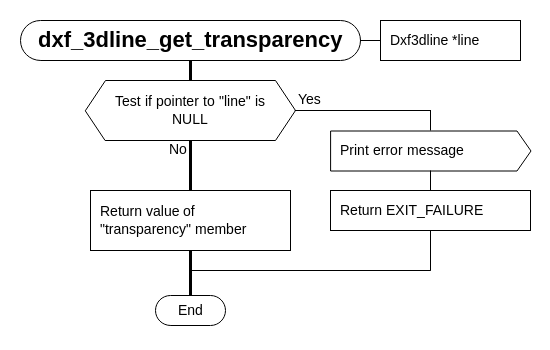 dxf_3dline_get_transparency
Dxf3dline *line
Test if pointer to "line" is
NULL
Yes
No
Print error message
Return value of
"transparency" member
Return EXIT_FAILURE
End